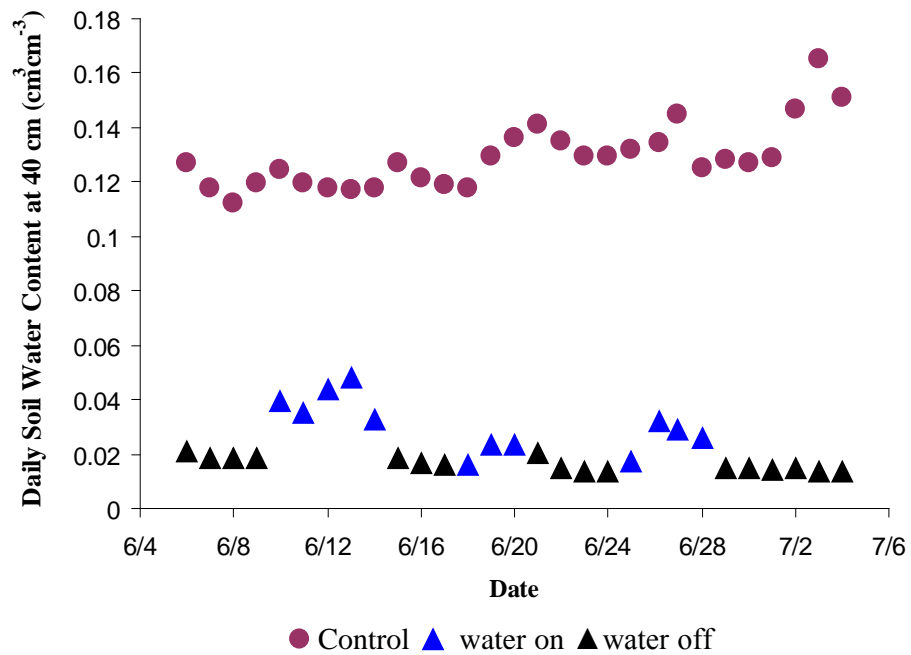 Daily Soil Water Content at 40 cm (cm³cm⁻³)
0.18
0.16
0.14
0.12
0.1
0.08
0.06
0.04
0.02
0
6/4 6/8 6/12 6/16 6/20 6/24 6/28 7/2 7/6
Date
Control water on water off